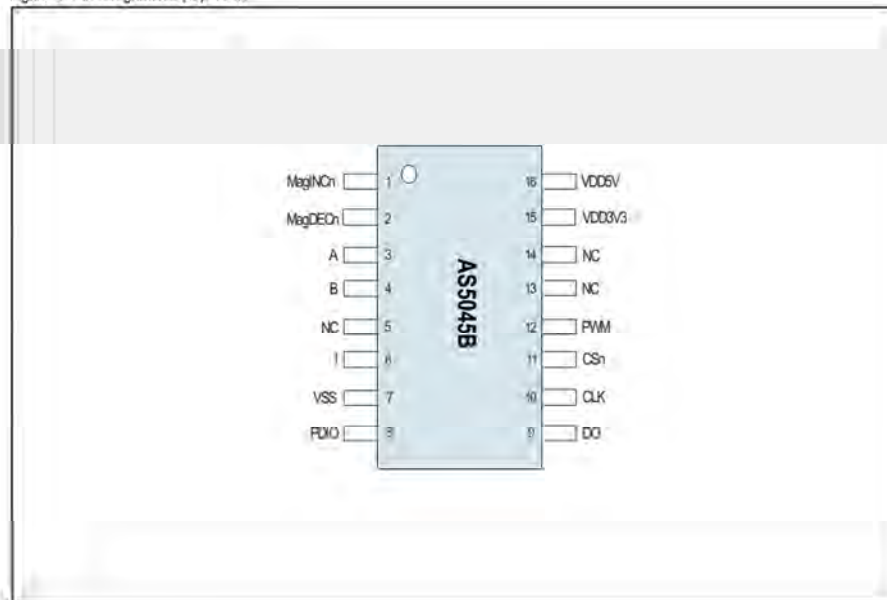 MagINCn 1 16 VDD5V
MagDECn 2 15 VDD3V3
A 3 14 NC
B 4 13 NC
NC 5 12 PWM
I 6 11 CSn
VSS 7 10 CLK
PDIO 8 9 DO
AS5045B